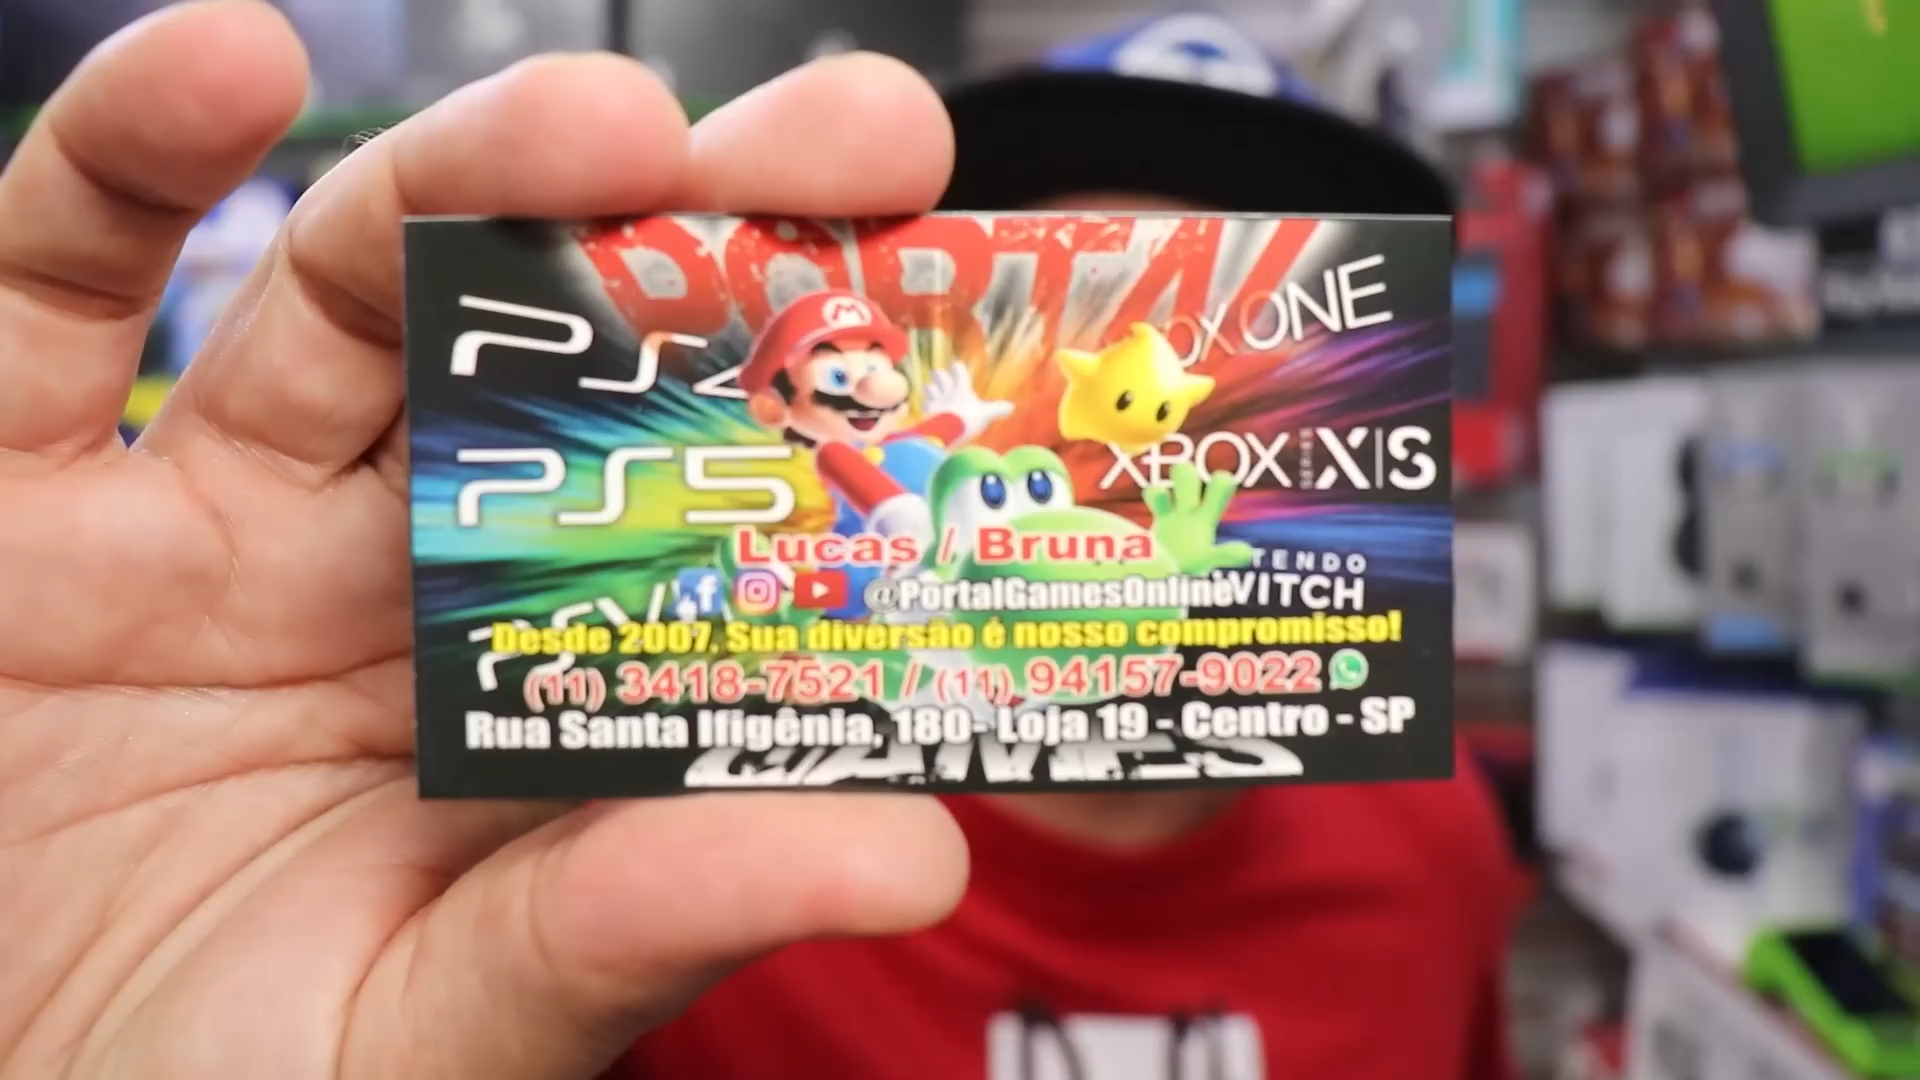 PORTAL
PS4
XBOX ONE
PS5
XBOX SERIES X|S
Lucas / Bruna
@PortalGamesOnline
Desde 2007. Sua diversão é nosso compromisso!
(11) 3418-7521 / (11) 94157-9022
Rua Santa Ifigênia, 180- Loja 19 - Centro - SP
GAMES